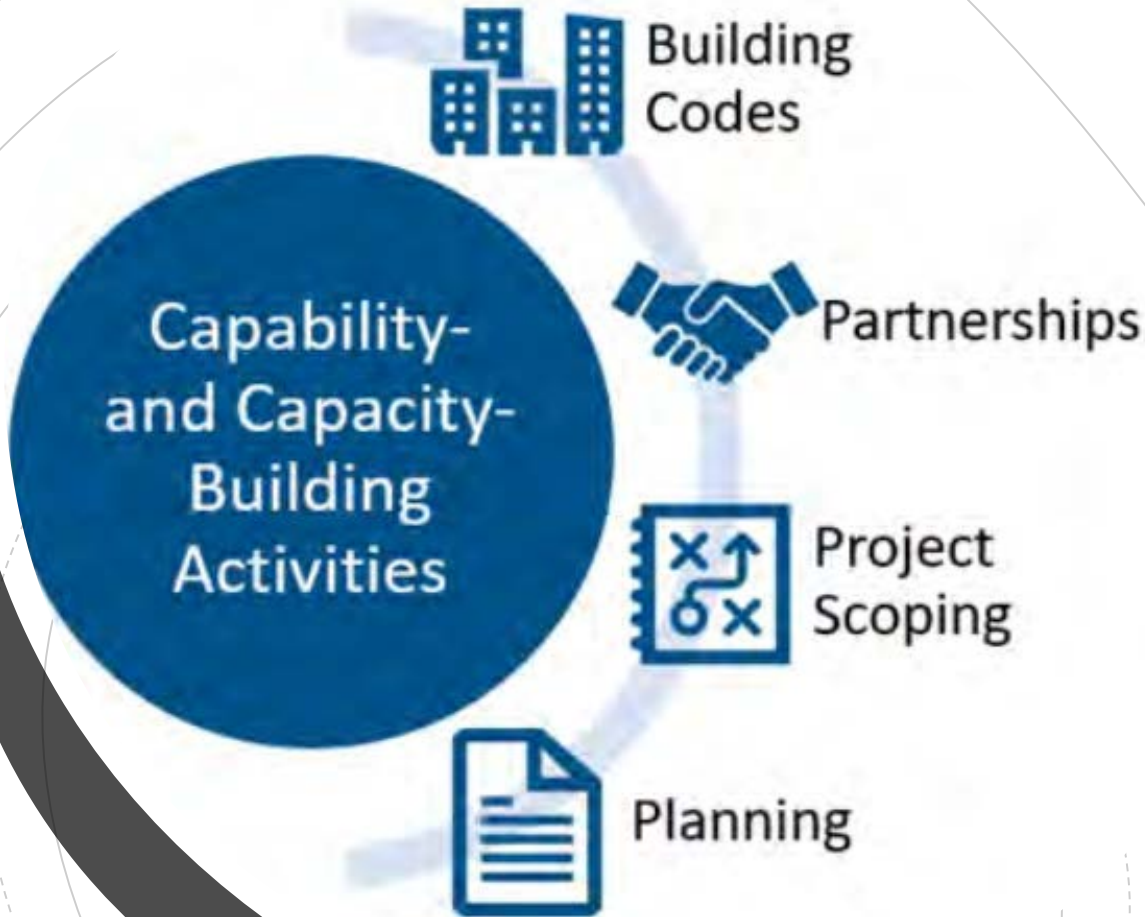 Building
Codes
Capability-
and Capacity-
Building
Activities
Partnerships
Project
Scoping
Planning